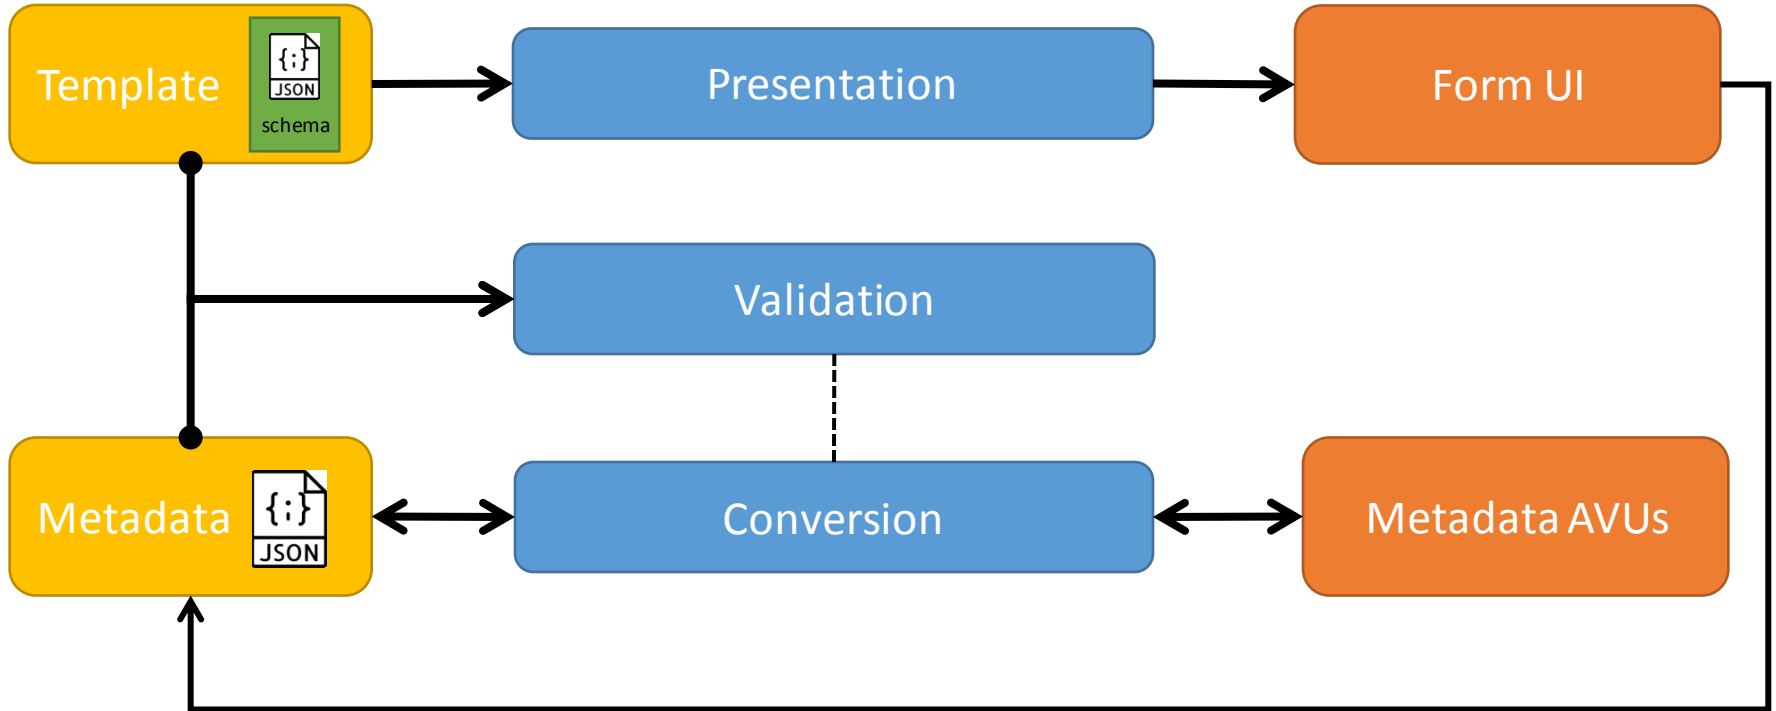 Template
{;}
JSON
schema
Presentation
Form UI
Validation
Metadata
{;}
JSON
Conversion
Metadata AVUs